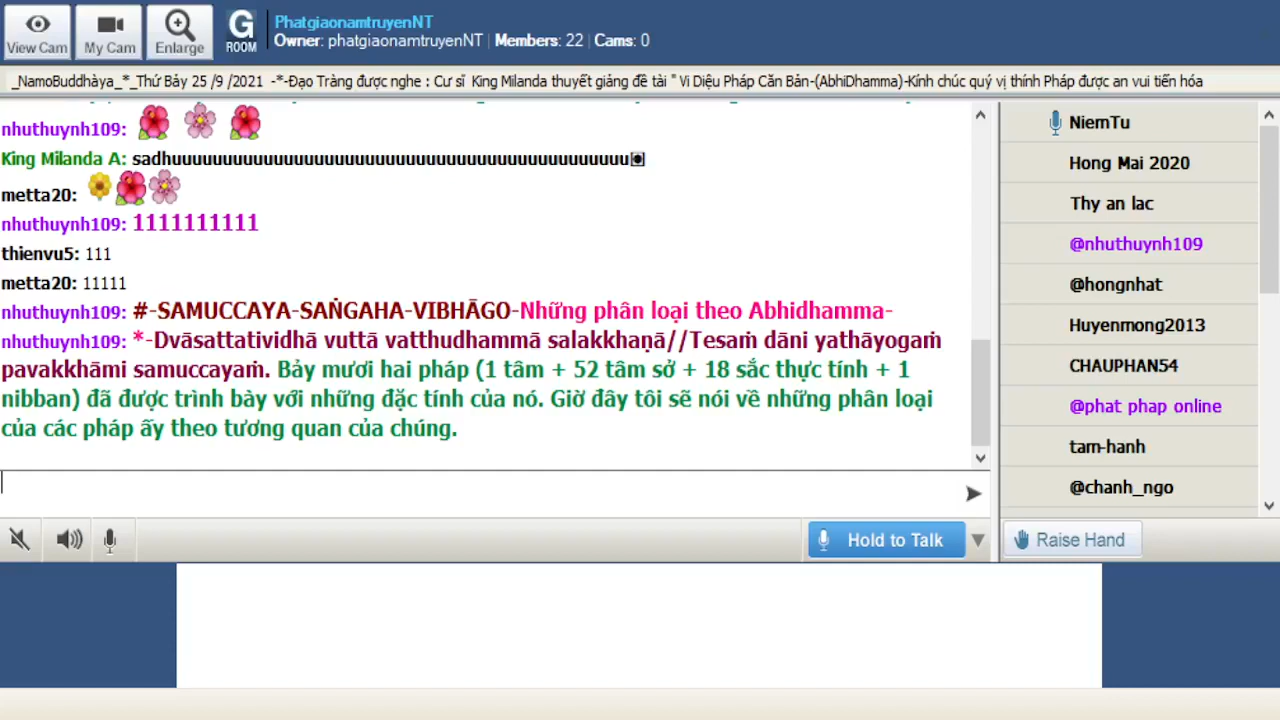 View Cam
My Cam
Enlarge
G
ROOM
PhatgiaonamtruyenNT
Owner: phatgiaonamtruyenNT | Members: 22 | Cams: 0
_NamoBuddhàya_*_Thứ Bảy 25 /9 /2021 -*-Đạo Tràng được nghe : Cư sĩ King Milanda thuyết giảng đề tài " Vi Diệu Pháp Căn Bản-(AbhiDhamma)-Kính chúc quý vị thính Pháp được an vui tiến hóa
nhuthuynh109:
King Milanda A: sadhuuuuuuuuuuuuuuuuuuuuuuuuuuuuuuuuuuuuuuuuuuuu
metta20:
nhuthuynh109: 1111111111
thienvu5: 111
metta20: 11111
nhuthuynh109: #-SAMUCCAYA-SAṄGAHA-VIBHĀGO-Những phân loại theo Abhidhamma-
nhuthuynh109: *-Dvāsattatividhā vuttā vatthudhammā salakkhaṇā//Tesaṁ dāni yathāyogaṁ
pavakkhāmi samuccayaṁ. Bảy mươi hai pháp (1 tâm + 52 tâm sở + 18 sắc thực tính + 1
nibban) đã được trình bày với những đặc tính của nó. Giờ đây tôi sẽ nói về những phân loại
của các pháp ấy theo tương quan của chúng.
NiemTu
Hong Mai 2020
Thy an lac
@nhuthuynh109
@hongnhat
Huyenmong2013
CHAUPHAN54
@phat phap online
tam-hanh
@chanh_ngo
Hold to Talk
Raise Hand